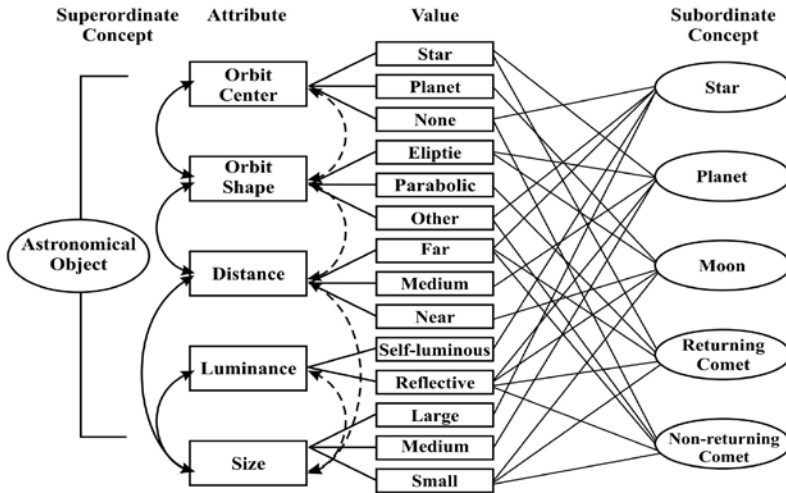 Superordinate
Concept
Attribute
Value
Subordinate
Concept
Astronomical
Object
Orbit
Center
Orbit
Shape
Distance
Luminance
Size
Star
Planet
None
Eliptie
Parabolic
Other
Far
Medium
Near
Self-luminous
Reflective
Large
Medium
Small
Star
Planet
Moon
Returning
Comet
Non-returning
Comet